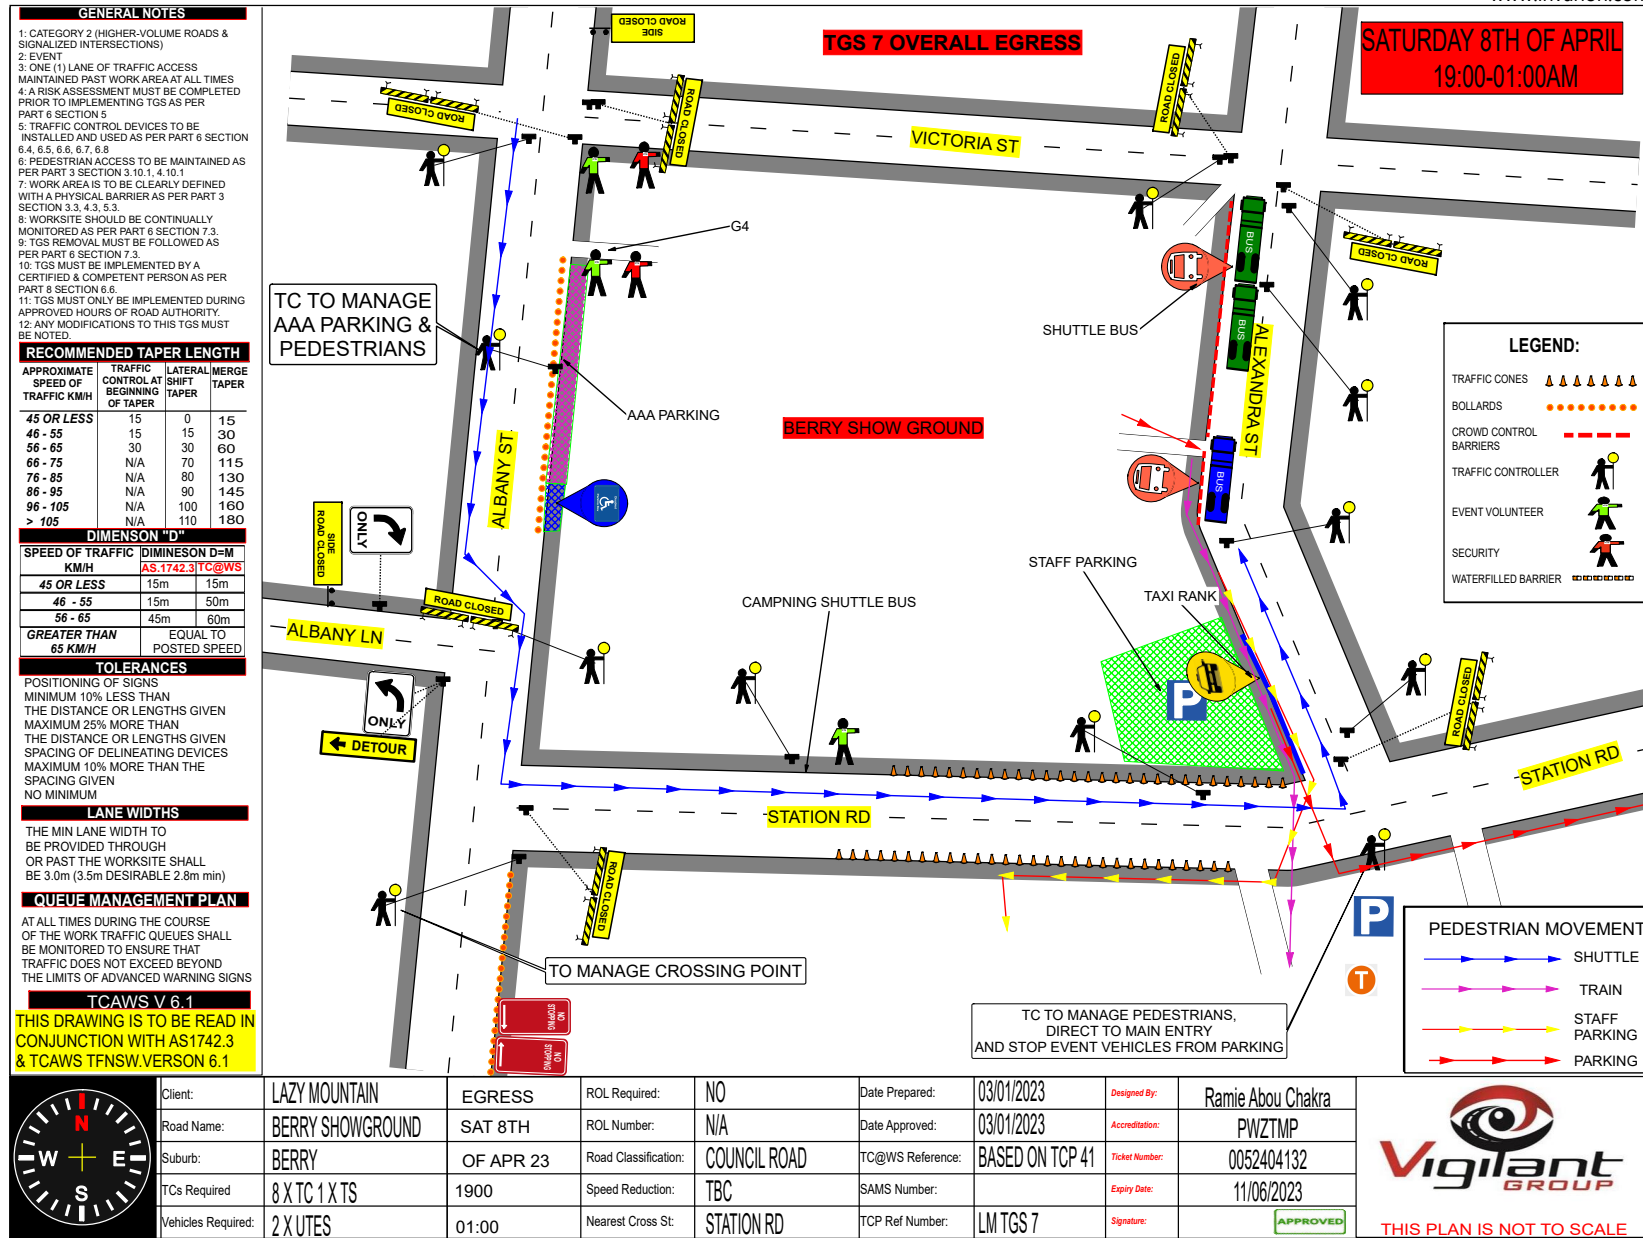 GENERAL NOTES
1: CATEGORY 2 (HIGHER-VOLUME ROADS &
SIGNALIZED INTERSECTIONS)
2: EVENT
3: ONE (1) LANE OF TRAFFIC ACCESS
MAINTAINED PAST WORK AREA AT ALL TIMES
4: A RISK ASSESSMENT MUST BE COMPLETED
PRIOR TO IMPLEMENTING TGS AS PER
PART 6 SECTION 5
5: TRAFFIC CONTROL DEVICES TO BE
INSTALLED AND USED AS PER PART 6 SECTION
6.4, 6.5, 6.6, 6.7, 6.8
6: PEDESTRIAN ACCESS TO BE MAINTAINED AS
PER PART 3 SECTION 3.10.1, 4.10.1
7: WORK AREA IS TO BE CLEARLY DEFINED
WITH A PHYSICAL BARRIER AS PER PART 3
SECTION 3.3, 4.3, 5.3.
8: WORKSITE SHOULD BE CONTINUALLY
MONITORED AS PER PART 6 SECTION 7.3.
9: TGS REMOVAL MUST BE FOLLOWED AS
PER PART 6 SECTION 7.3.
10: TGS MUST BE IMPLEMENTED BY A
CERTIFIED & COMPETENT PERSON AS PER
PART 8 SECTION 6.6.
11: TGS MUST ONLY BE IMPLEMENTED DURING
APPROVED HOURS OF ROAD AUTHORITY.
12: ANY MODIFICATIONS TO THIS TGS MUST
BE NOTED.
RECOMMENDED TAPER LENGTH
APPROXIMATE SPEED OF TRAFFIC KM/H TRAFFIC CONTROL AT BEGINNING OF TAPER LATERAL SHIFT TAPER MERGE TAPER
45 OR LESS 15 0 15
46 - 55 15 15 30
56 - 65 30 30 60
66 - 75 N/A 70 115
76 - 85 N/A 80 130
86 - 95 N/A 90 145
96 - 105 N/A 100 160
> 105 N/A 110 180
DIMENSON "D"
SPEED OF TRAFFIC KM/H DIMINESON D=M
AS.1742.3 TC@WS
45 OR LESS 15m 15m
46 - 55 15m 50m
56 - 65 45m 60m
GREATER THAN 65 KM/H EQUAL TO POSTED SPEED
TOLERANCES
POSITIONING OF SIGNS
MINIMUM 10% LESS THAN
THE DISTANCE OR LENGTHS GIVEN
MAXIMUM 25% MORE THAN
THE DISTANCE OR LENGTHS GIVEN
SPACING OF DELINEATING DEVICES
MAXIMUM 10% MORE THAN THE
SPACING GIVEN
NO MINIMUM
LANE WIDTHS
THE MIN LANE WIDTH TO
BE PROVIDED THROUGH
OR PAST THE WORKSITE SHALL
BE 3.0m (3.5m DESIRABLE 2.8m min)
QUEUE MANAGEMENT PLAN
AT ALL TIMES DURING THE COURSE
OF THE WORK TRAFFIC QUEUES SHALL
BE MONITORED TO ENSURE THAT
TRAFFIC DOES NOT EXCEED BEYOND
THE LIMITS OF ADVANCED WARNING SIGNS
TCAWS V 6.1
THIS DRAWING IS TO BE READ IN
CONJUNCTION WITH AS1742.3
& TCAWS TFNSW.VERSON 6.1
SIDE
ROAD CLOSED
TGS 7 OVERALL EGRESS
SATURDAY 8TH OF APRIL
19:00-01:00AM
ROAD CLOSED
ROAD CLOSED
ROAD CLOSED
VICTORIA ST
G4
BUS
ROAD CLOSED
TC TO MANAGE
AAA PARKING &
PEDESTRIANS
SHUTTLE BUS
BUS
ALEXANDRA ST
AAA PARKING
BERRY SHOW GROUND
ALBANY ST
BUS
LEGEND:
TRAFFIC CONES
BOLLARDS
CROWD CONTROL
BARRIERS
TRAFFIC CONTROLLER
EVENT VOLUNTEER
SECURITY
WATERFILLED BARRIER
SIDE
ROAD CLOSED
ONLY
STAFF PARKING
CAMPNING SHUTTLE BUS
TAXI RANK
ROAD CLOSED
ALBANY LN
ONLY
DETOUR
P
ROAD CLOSED
STATION RD
STATION RD
ROAD CLOSED
TO MANAGE CROSSING POINT
P
T
NO
STOPPING
NO
STOPPING
TC TO MANAGE PEDESTRIANS,
DIRECT TO MAIN ENTRY
AND STOP EVENT VEHICLES FROM PARKING
PEDESTRIAN MOVEMENT
SHUTTLE
TRAIN
STAFF
PARKING
PARKING
N
W E
S
Client: LAZY MOUNTAIN EGRESS ROL Required: NO Date Prepared: 03/01/2023 Designed By: Ramie Abou Chakra
Road Name: BERRY SHOWGROUND SAT 8TH ROL Number: N/A Date Approved: 03/01/2023 Accreditation: PWZTMP
Suburb: BERRY OF APR 23 Road Classification: COUNCIL ROAD TC@WS Reference: BASED ON TCP 41 Ticket Number: 0052404132
TCs Required 8 X TC 1 X TS 1900 Speed Reduction: TBC SAMS Number: Expiry Date: 11/06/2023
Vehicles Required: 2 X UTES 01:00 Nearest Cross St: STATION RD TCP Ref Number: LM TGS 7 Signature: APPROVED
Vigilant
GROUP
THIS PLAN IS NOT TO SCALE